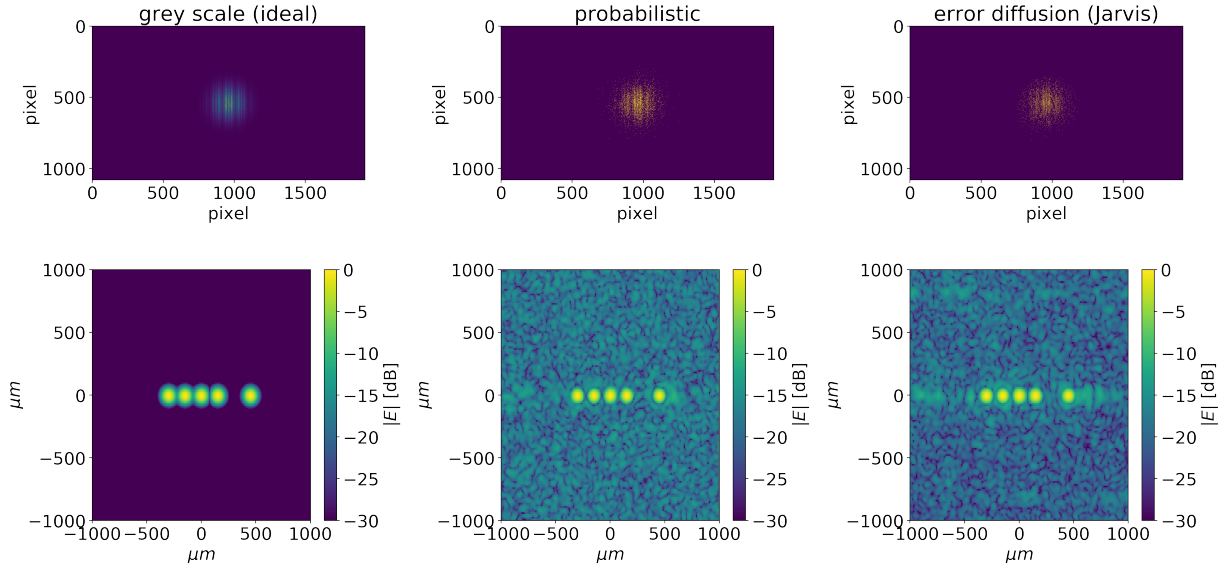 grey scale (ideal)
probabilistic
error diffusion (Jarvis)
0
500
1000
pixel
0 500 1000 1500
pixel
0
500
1000
pixel
0 500 1000 1500
pixel
0
500
1000
pixel
0 500 1000 1500
pixel
1000
500
0
−500
−1000
μm
−1000 −500 0 500 1000
μm
0
−5
−10
−15
−20
−25
−30
|E| [dB]
1000
500
0
−500
−1000
μm
−1000 −500 0 500 1000
μm
0
−5
−10
−15
−20
−25
−30
|E| [dB]
1000
500
0
−500
−1000
μm
−1000 −500 0 500 1000
μm
0
−5
−10
−15
−20
−25
−30
|E| [dB]